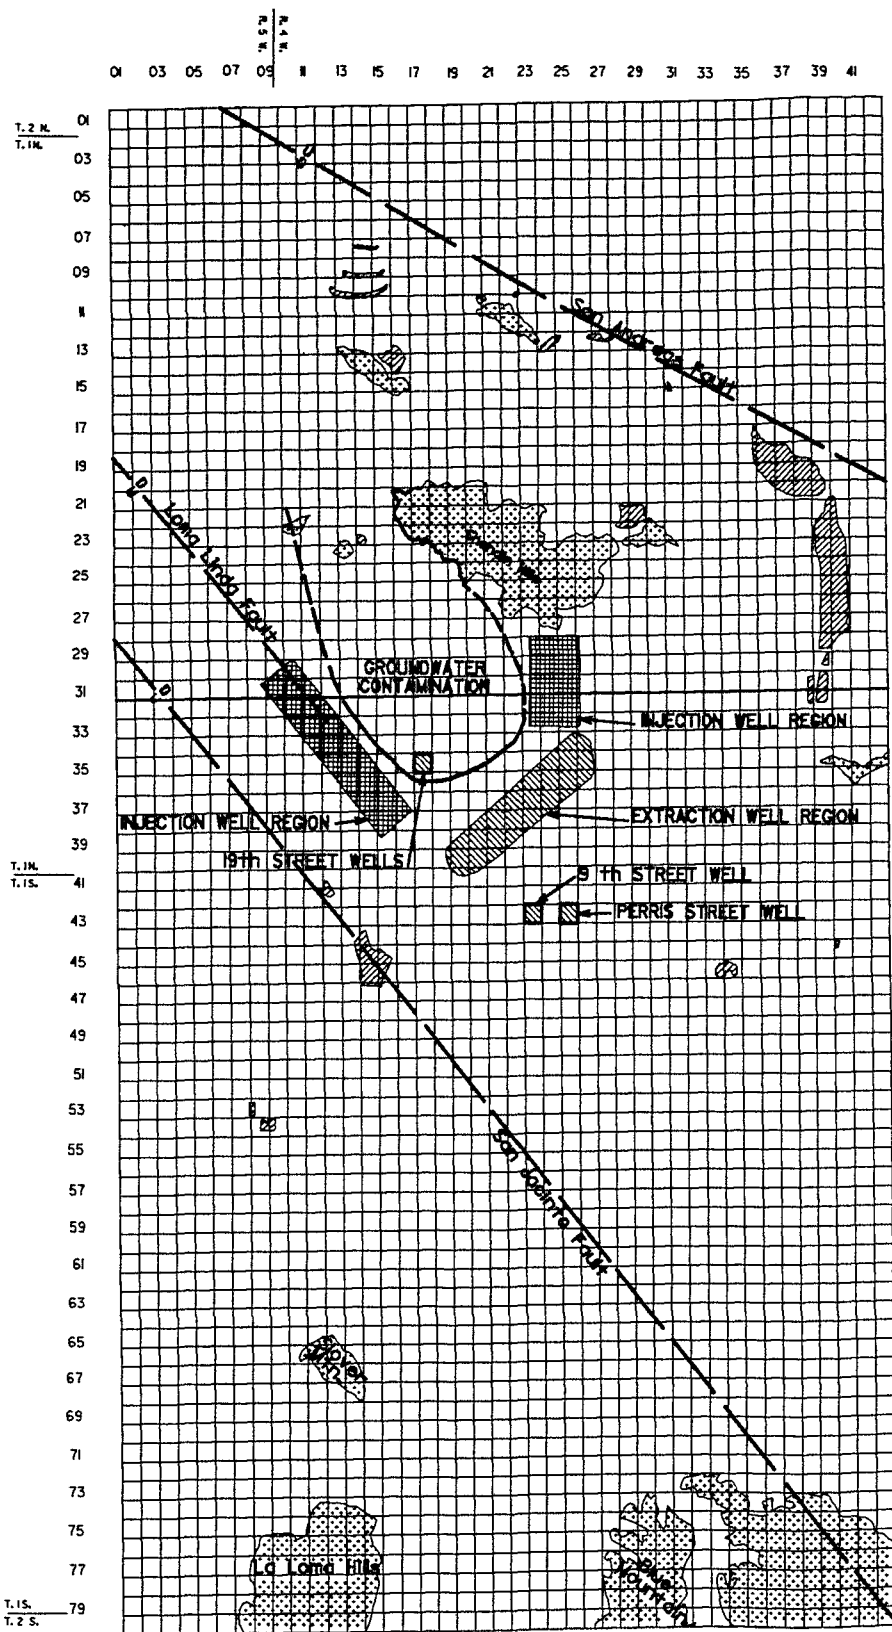 R. 5 W. R. 4 W.
01 03 05 07 09 11 13 15 17 19 21 23 25 27 29 31 33 35 37 39 41
01
T. 2 N.
T. 1 N.
03
05
07
09
11
13
15
17
19
21
23
25
27
29
31
33
35
37
39
T. 1 N.
T. 1 S.
41
43
45
47
49
51
53
55
57
59
61
63
65
67
69
71
73
75
77
79
T. 1 S.
T. 2 S.
U
D
San Andreas Fault
D
U
Loma Linda Fault
D
GROUNDWATER
CONTAMINATION
INJECTION WELL REGION
INJECTION WELL REGION
EXTRACTION WELL REGION
19th STREET WELLS
9 th STREET WELL
PERRIS STREET WELL
San Jacinto Fault
Slover
Mtn.
La Loma Hills
Blue
Mountain